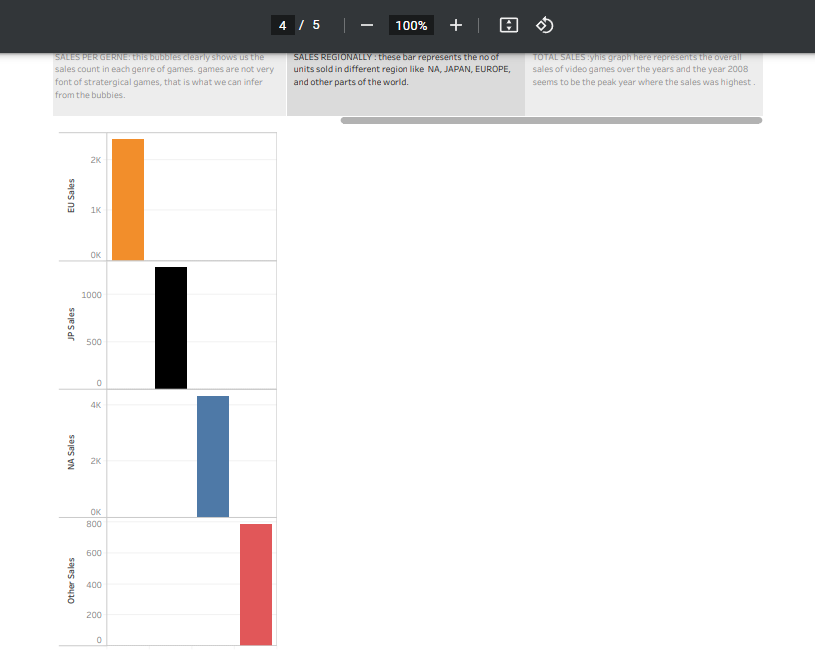 4 / 5
100%
SALES PER GERNE: this bubbles clearly shows us the
sales count in each genre of games. games are not very
font of stratergical games, that is what we can infer
from the bubbies.
SALES REGIONALLY : these bar represents the no of
units sold in different region like NA, JAPAN, EUROPE,
and other parts of the world.
TOTAL SALES :yhis graph here represents the overall
sales of video games over the years and the year 2008
seems to be the peak year where the sales was highest .
EU Sales
2K
1K
0K
JP Sales
1000
500
0
NA Sales
4K
2K
0K
Other Sales
800
600
400
200
0